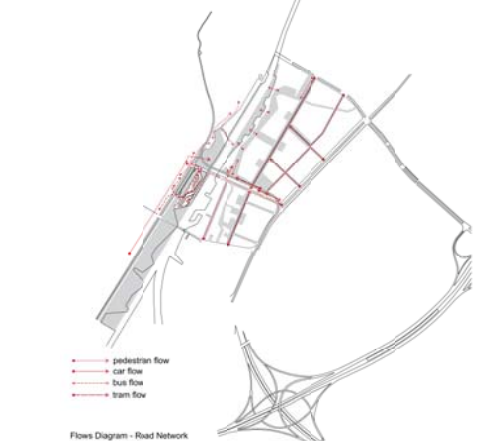 pedestrian flow
car flow
bus flow
tram flow
Flows Diagram - Road Network